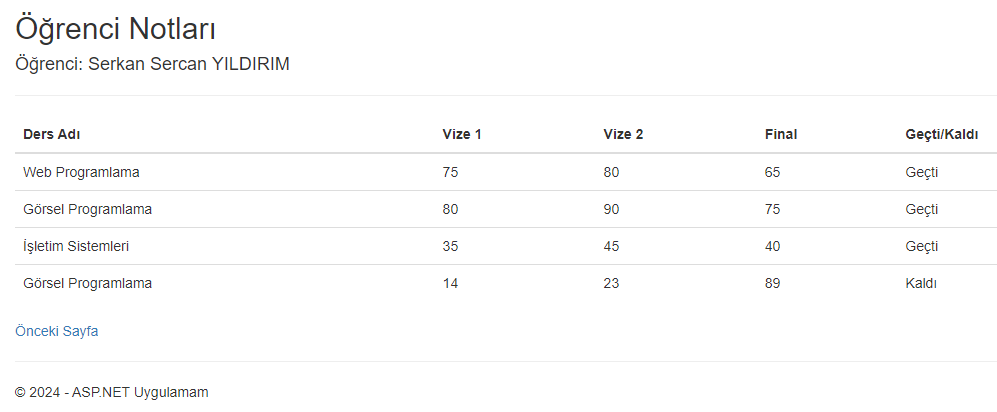 Öğrenci Notları
Öğrenci: Serkan Sercan YILDIRIM
Ders Adı Vize 1 Vize 2 Final Geçti/Kaldı
Web Programlama 75 80 65 Geçti
Görsel Programlama 80 90 75 Geçti
İşletim Sistemleri 35 45 40 Geçti
Görsel Programlama 14 23 89 Kaldı
Önceki Sayfa
© 2024 - ASP.NET Uygulamam